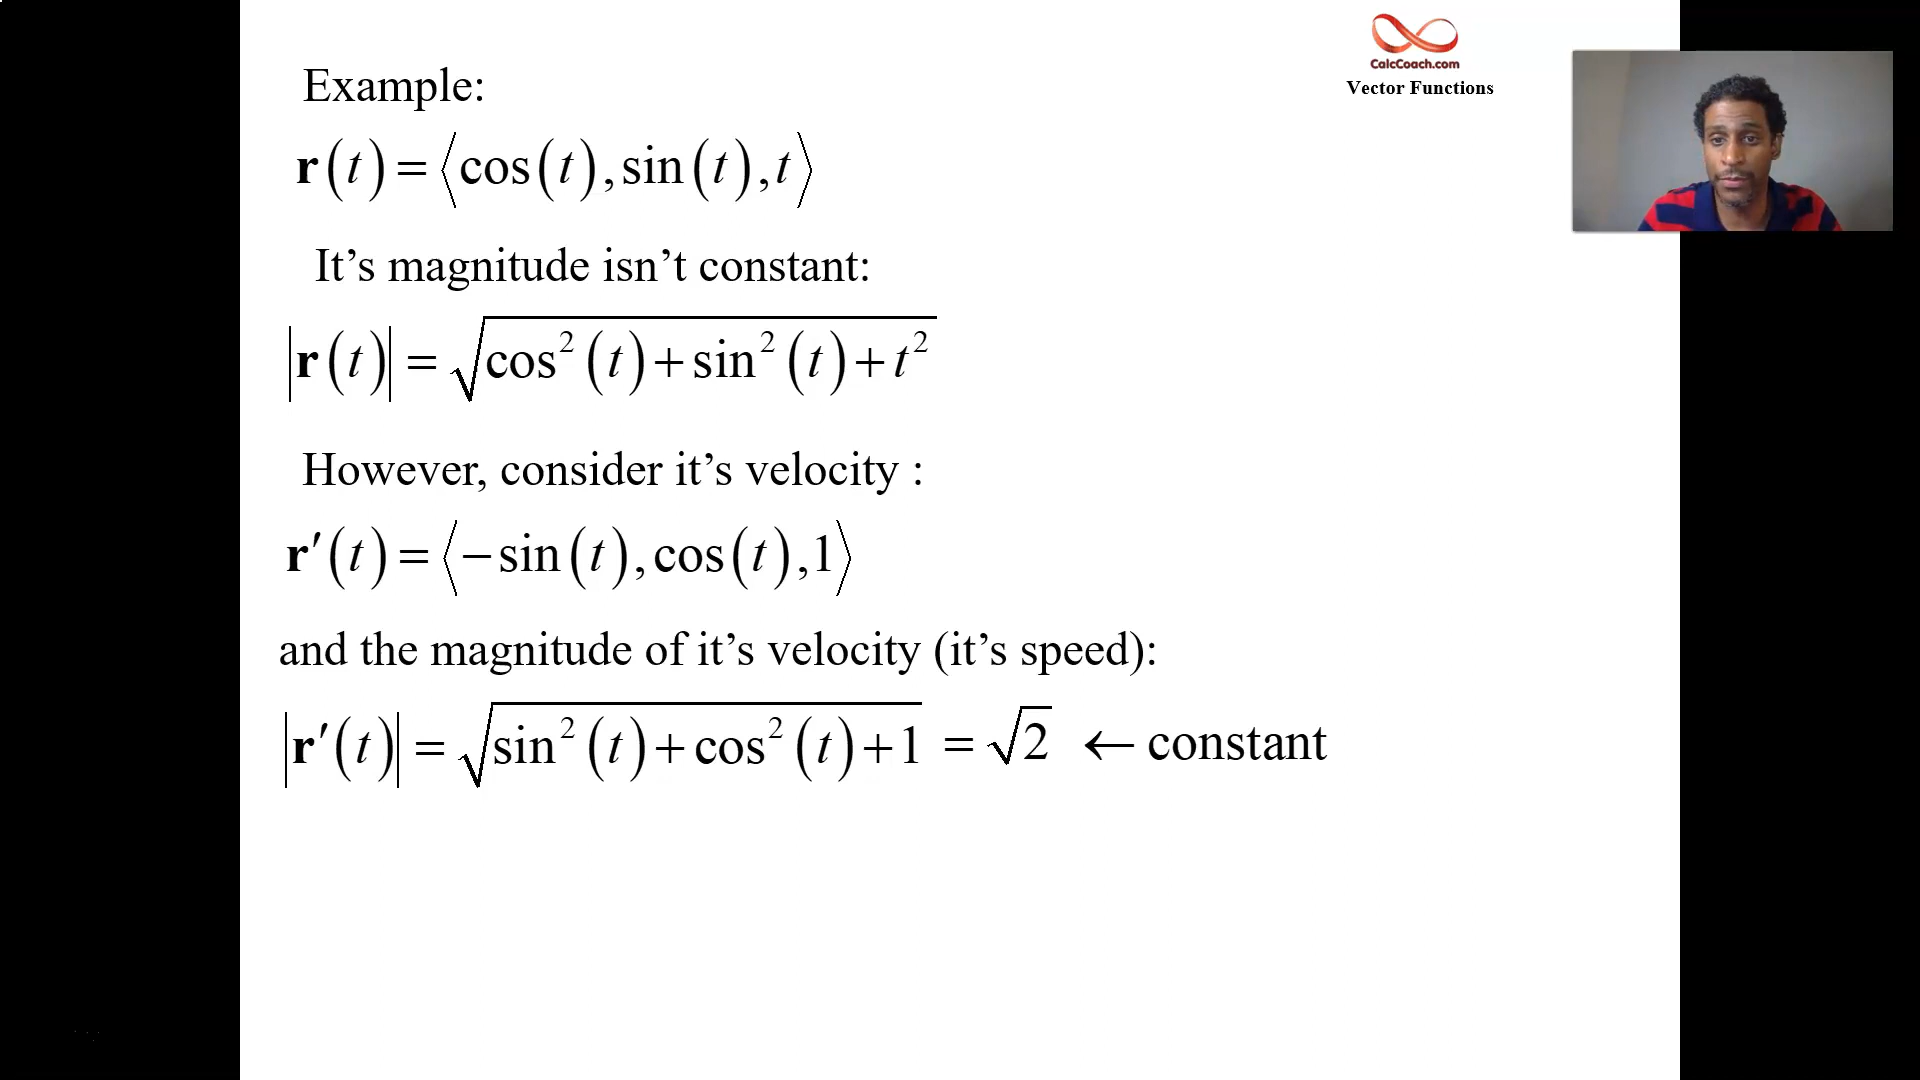 CalcCoach.com
Vector Functions
Example:
r(t) = ⟨cos(t), sin(t), t⟩
It’s magnitude isn’t constant:
|r(t)| = √(cos²(t) + sin²(t) + t²)
However, consider it’s velocity :
r′(t) = ⟨−sin(t), cos(t), 1⟩
and the magnitude of it’s velocity (it’s speed):
|r′(t)| = √(sin²(t) + cos²(t) + 1) = √2 ← constant